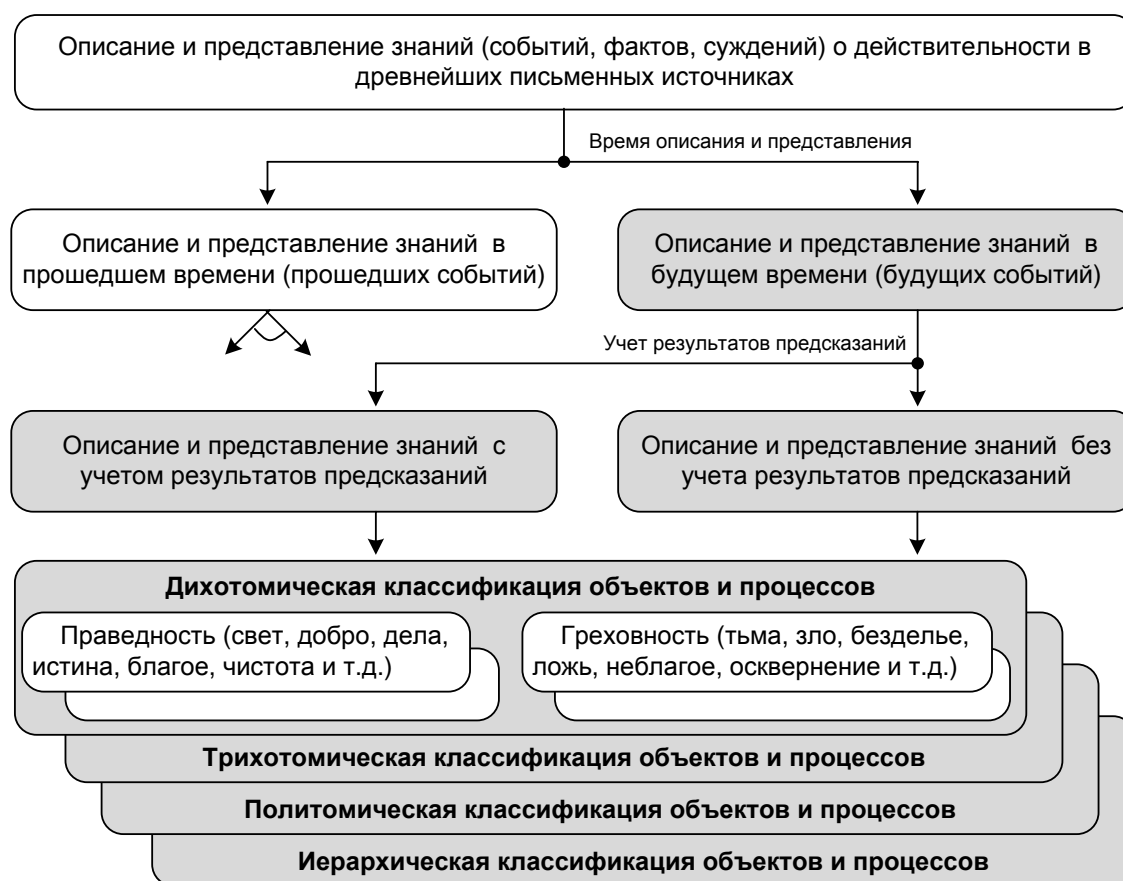 Описание и представление знаний (событий, фактов, суждений) о действительности в
древнейших письменных источниках
Время описания и представления
Описание и представление знаний в
прошедшем времени (прошедших событий)
Описание и представление знаний в
будущем времени (будущих событий)
Учет результатов предсказаний
Описание и представление знаний с
учетом результатов предсказаний
Описание и представление знаний без
учета результатов предсказаний
Дихотомическая классификация объектов и процессов
Праведность (свет, добро, дела,
истина, благое, чистота и т.д.)
Греховность (тьма, зло, безделье,
ложь, неблагое, осквернение и т.д.)
Трихотомическая классификация объектов и процессов
Политомическая классификация объектов и процессов
Иерархическая классификация объектов и процессов